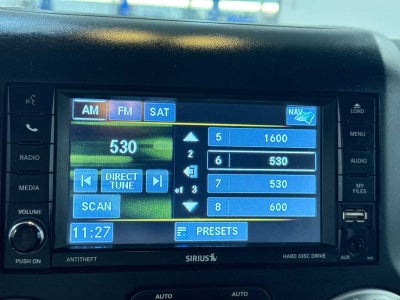 AM FM SAT NAV
LOAD
5 1600
MENU
530
2
6 530
RADIO
AUDIO
DIRECT
TUNE
of 3
7 530
MEDIA
MY
FILES
SCAN
8 600
VOLUME
11:27
PRESETS
PUSH ON
AUX
ANTITHEFT
SIRIUS
HARD DISC DRIVE
AUTO
AUTO